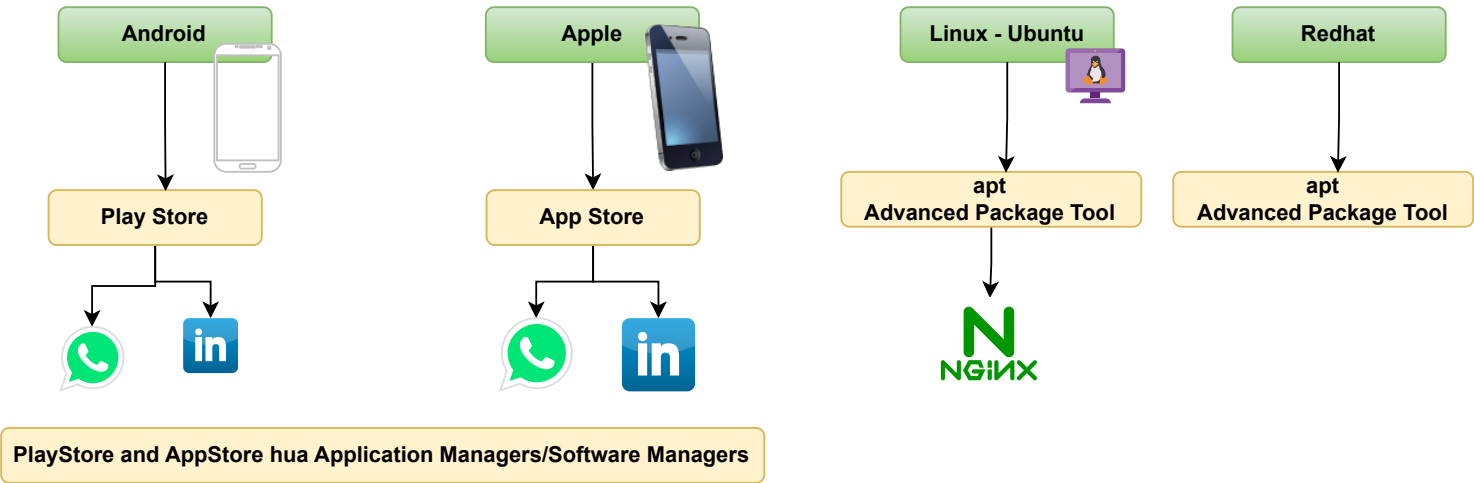 Android
Apple
Linux - Ubuntu
Redhat
Play Store
App Store
apt
Advanced Package Tool
apt
Advanced Package Tool
in
in
NGiNX
PlayStore and AppStore hua Application Managers/Software Managers